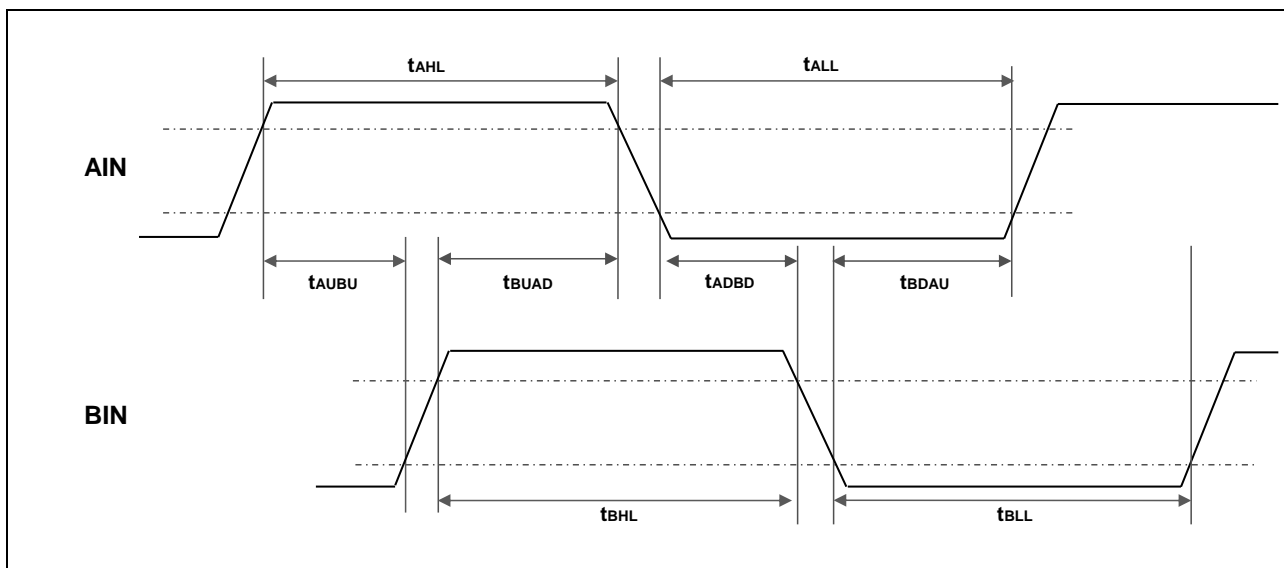 tAHL
tALL
AIN
tAUBU
tBUAD
tADBD
tBDAU
BIN
tBHL
tBLL